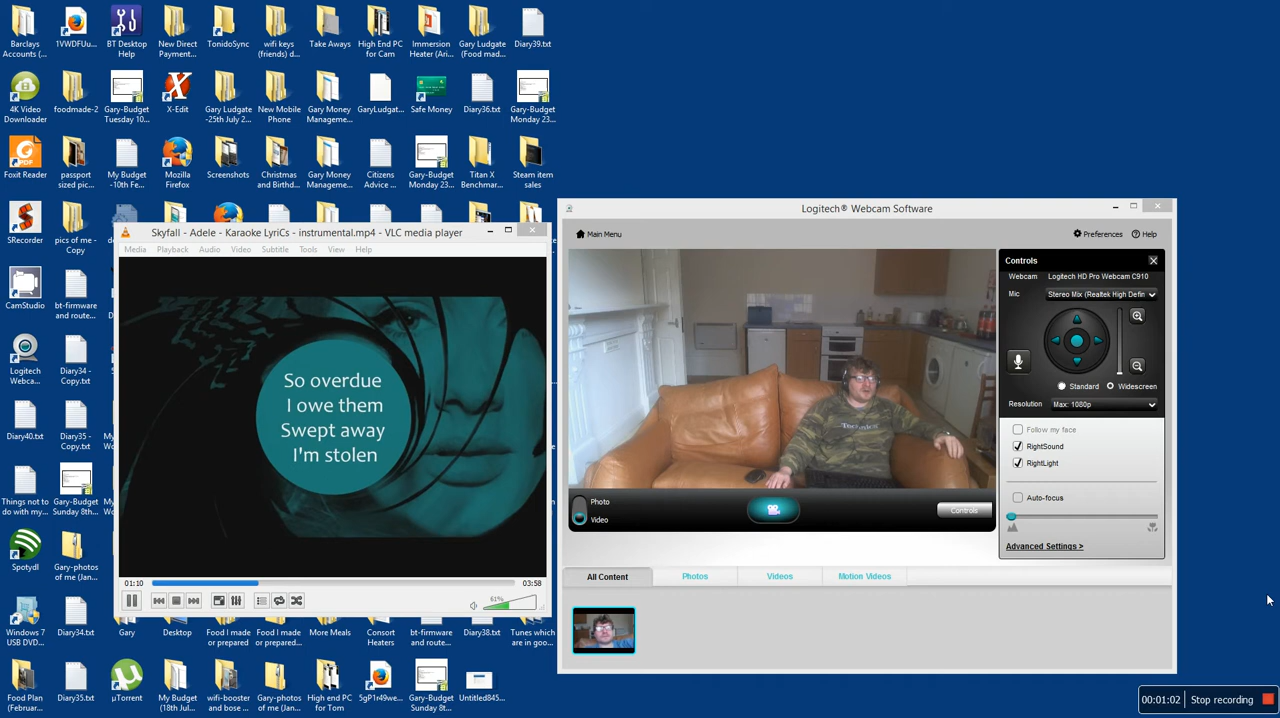 Barclays Accounts (...
1VWDFUu...
BT Desktop Help
New Direct Payment...
TonidoSync
wifi keys (friends) d...
Take Aways
High End PC for Cam
Immersion Heater (Ari...
Gary Ludgate (Food mad...
Diary39.txt
4K Video Downloader
foodmade-2
Gary-Budget Tuesday 10...
X-Edit
Gary Ludgate -25th July 2...
New Mobile Phone
Gary Money Manageme...
GaryLudgat...
Safe Money
Diary36.txt
Gary-Budget Monday 23...
Foxit Reader
passport sized pic...
My Budget -10th Fe...
Mozilla Firefox
Screenshots
Christmas and Birthd...
Gary Money Manageme...
Citizens Advice ...
Gary-Budget Monday 23...
Titan X Benchmar...
Steam item sales
SRecorder
pics of me - Copy
CamStudio
bt-firmware and route...
Logitech Webca...
Diary34 - Copy.txt
Diary40.txt
Diary35 - Copy.txt
Things not to do with my...
Gary-Budget Sunday 8th...
Spotydl
Gary-photos of me (Jan...
Windows 7 USB DVD...
Diary34.txt
Gary
Desktop
Food I made or prepared
Food I made or prepared
More Meals
Consort Heaters
bt-firmware and route...
Diary38.txt
Tunes which are in goo...
Food Plan (Februar...
Diary35.txt
µTorrent
My Budget (18th Jul...
wifi-booster and bose ...
Gary-photos of me (Jan...
High end PC for Tom
5gP1r49we...
Gary-Budget Sunday 8th...
Untitled845...
Skyfall - Adele - Karaoke LyriCs - instrumental.mp4 - VLC media player
Media Playback Audio Video Subtitle Tools View Help
So overdue
I owe them
Swept away
I'm stolen
01:10
03:58
61%
Logitech® Webcam Software
Main Menu
Preferences
Help
Controls
Webcam Logitech HD Pro Webcam C910
Mic Stereo Mix (Realtek High Defin
Standard Widescreen
Resolution Max: 1080p
Follow my face
RightSound
RightLight
Auto-focus
Advanced Settings >
Photo
Video
Controls
All Content Photos Videos Motion Videos
00:01:02 Stop recording